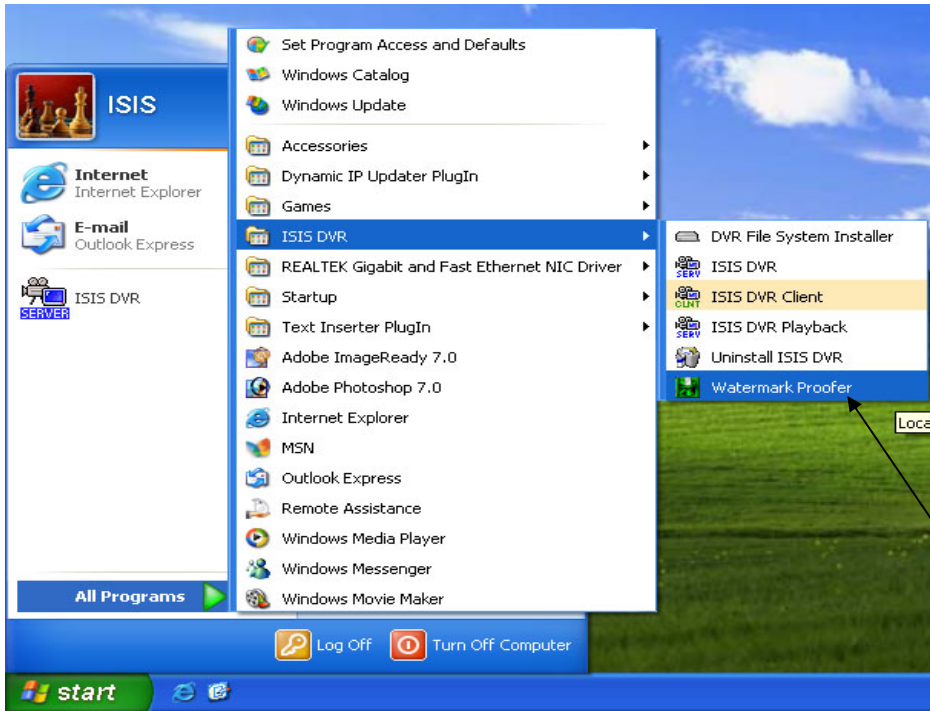 ISIS
Internet
Internet Explorer
E-mail
Outlook Express
SERVER
ISIS DVR
All Programs
Set Program Access and Defaults
Windows Catalog
Windows Update
Accessories
Dynamic IP Updater PlugIn
Games
ISIS DVR
REALTEK Gigabit and Fast Ethernet NIC Driver
Startup
Text Inserter PlugIn
Adobe ImageReady 7.0
Adobe Photoshop 7.0
Internet Explorer
MSN
Outlook Express
Remote Assistance
Windows Media Player
Windows Messenger
Windows Movie Maker
DVR File System Installer
SERV ISIS DVR
CLNT ISIS DVR Client
SERV ISIS DVR Playback
Uninstall ISIS DVR
Watermark Proofer
Loca
Log Off Turn Off Computer
start